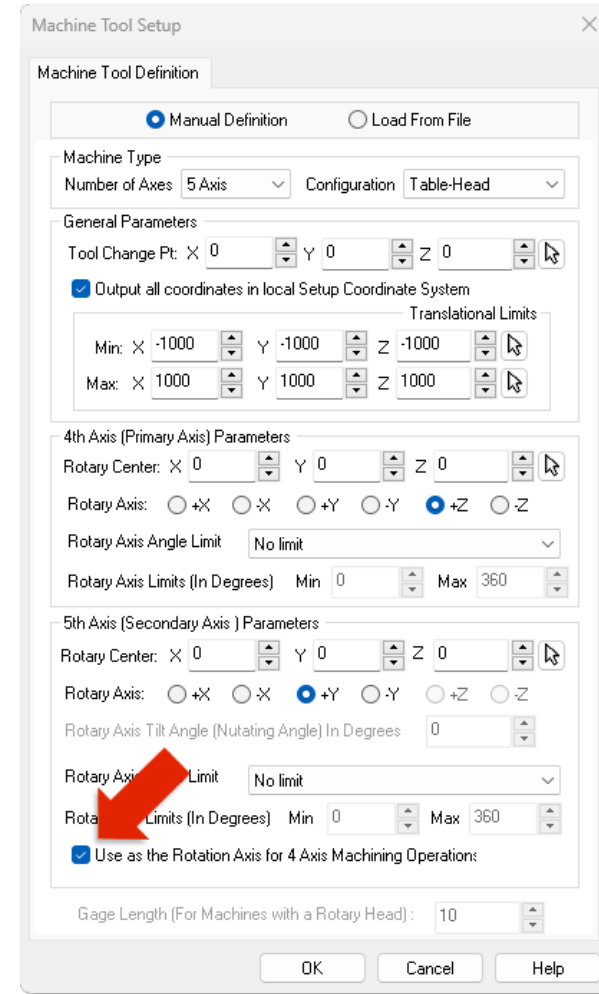 Machine Tool Setup
Machine Tool Definition
Manual Definition Load From File
Machine Type
Number of Axes 5 Axis Configuration Table-Head
General Parameters
Tool Change Pt: X 0 Y 0 Z 0
Output all coordinates in local Setup Coordinate System
Translational Limits
Min: X -1000 Y -1000 Z -1000
Max: X 1000 Y 1000 Z 1000
4th Axis (Primary Axis) Parameters
Rotary Center: X 0 Y 0 Z 0
Rotary Axis: +X -X +Y -Y +Z -Z
Rotary Axis Angle Limit No limit
Rotary Axis Limits (In Degrees) Min 0 Max 360
5th Axis (Secondary Axis ) Parameters
Rotary Center: X 0 Y 0 Z 0
Rotary Axis: +X -X +Y -Y +Z -Z
Rotary Axis Tilt Angle (Nutating Angle) In Degrees 0
Rotary Axis Limit No limit
Limits (In Degrees) Min 0 Max 360
Use as the Rotation Axis for 4 Axis Machining Operations
Gage Length (For Machines with a Rotary Head) : 10
OK Cancel Help